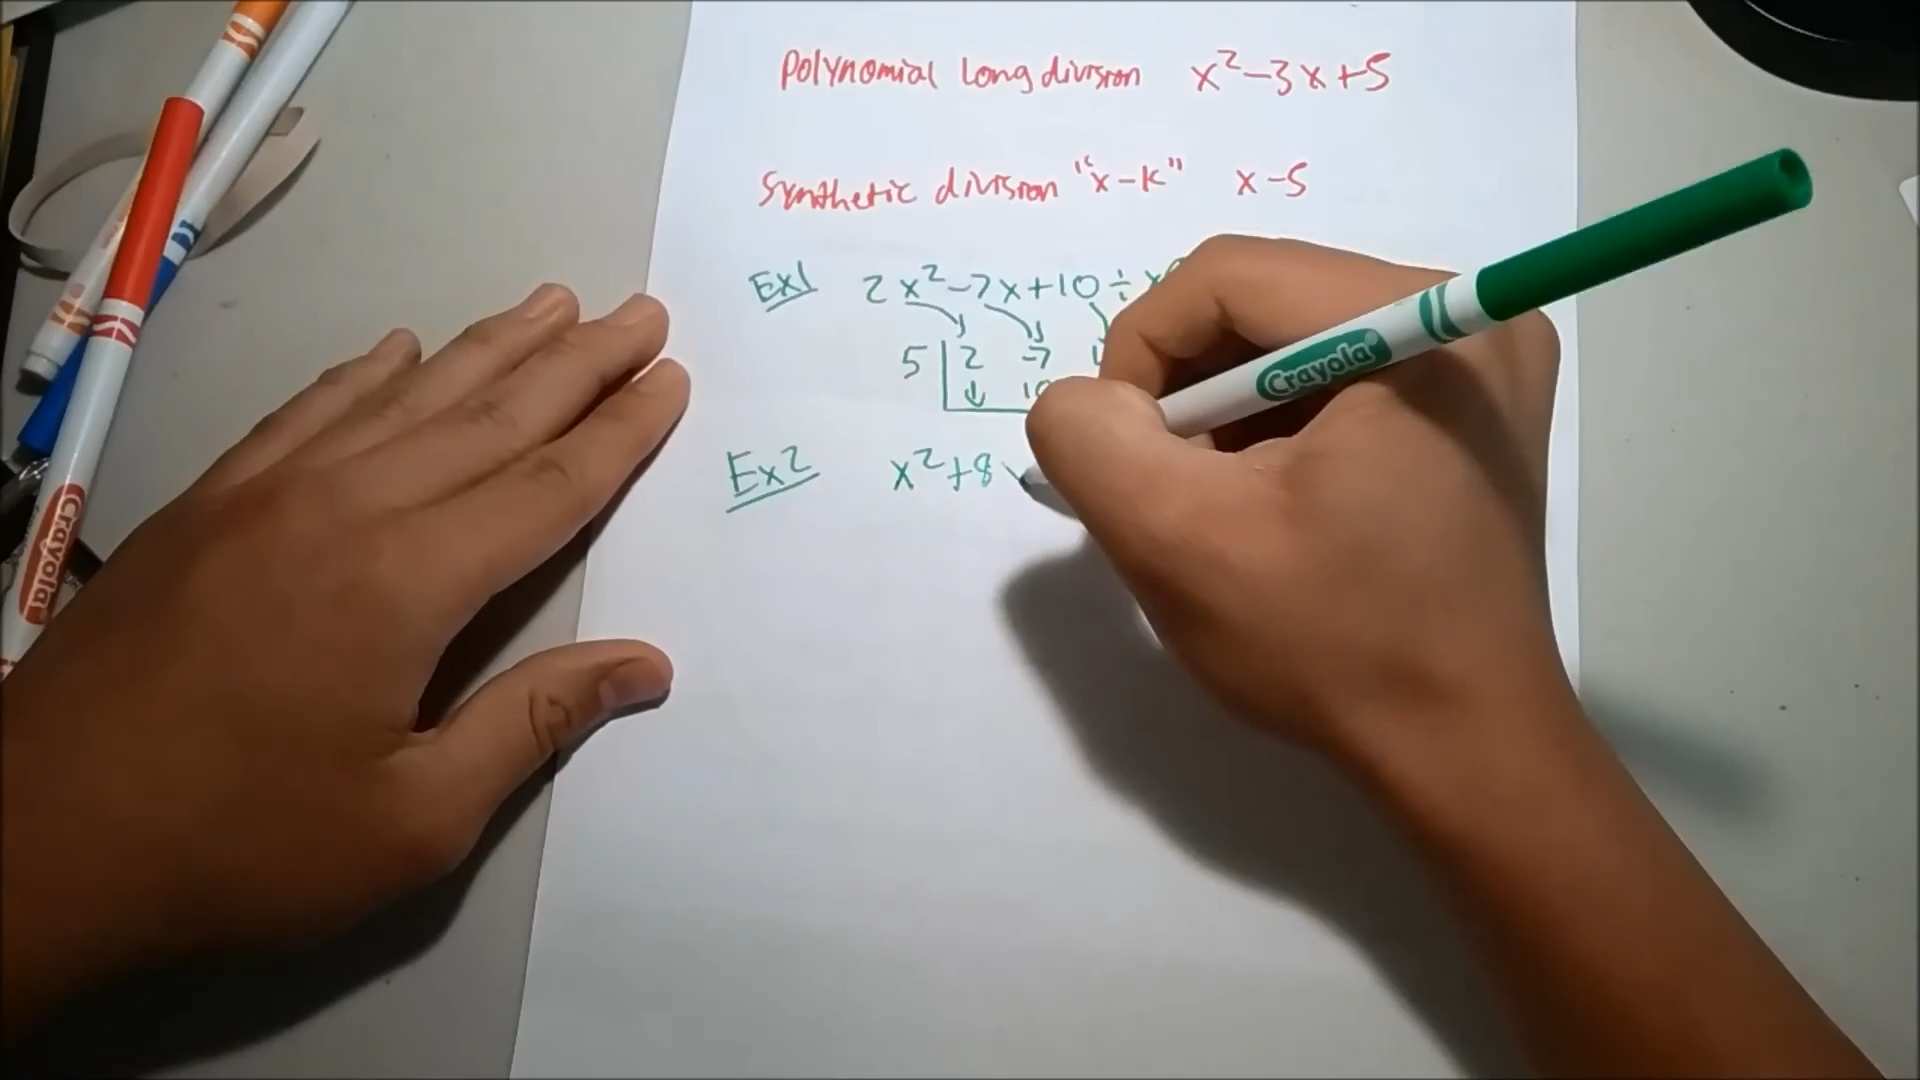 Polynomial Long division x²-3x+5
Synthetic division "x-k" x-5
Ex1 2x²-7x+10÷x
5 2 -7
↓ 10
Ex2 x²+8
Crayola
Crayola